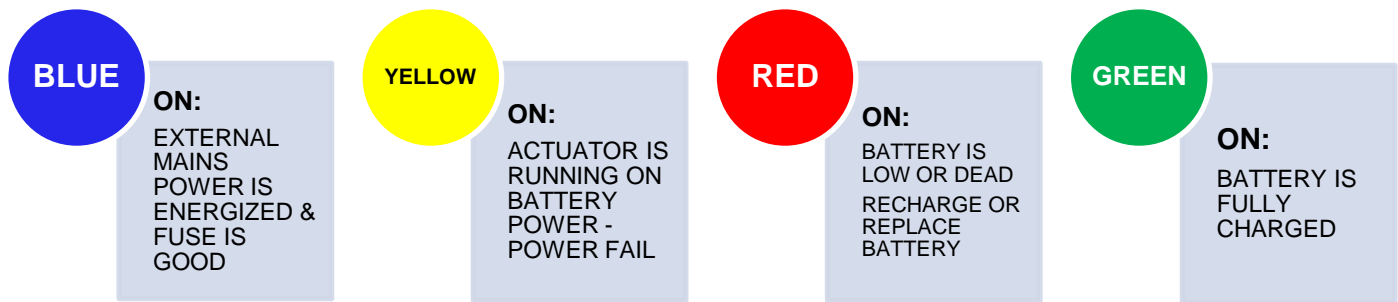 BLUE
ON:
EXTERNAL
MAINS
POWER IS
ENERGIZED &
FUSE IS
GOOD
YELLOW
ON:
ACTUATOR IS
RUNNING ON
BATTERY
POWER -
POWER FAIL
RED
ON:
BATTERY IS
LOW OR DEAD
RECHARGE OR
REPLACE
BATTERY
GREEN
ON:
BATTERY IS
FULLY
CHARGED